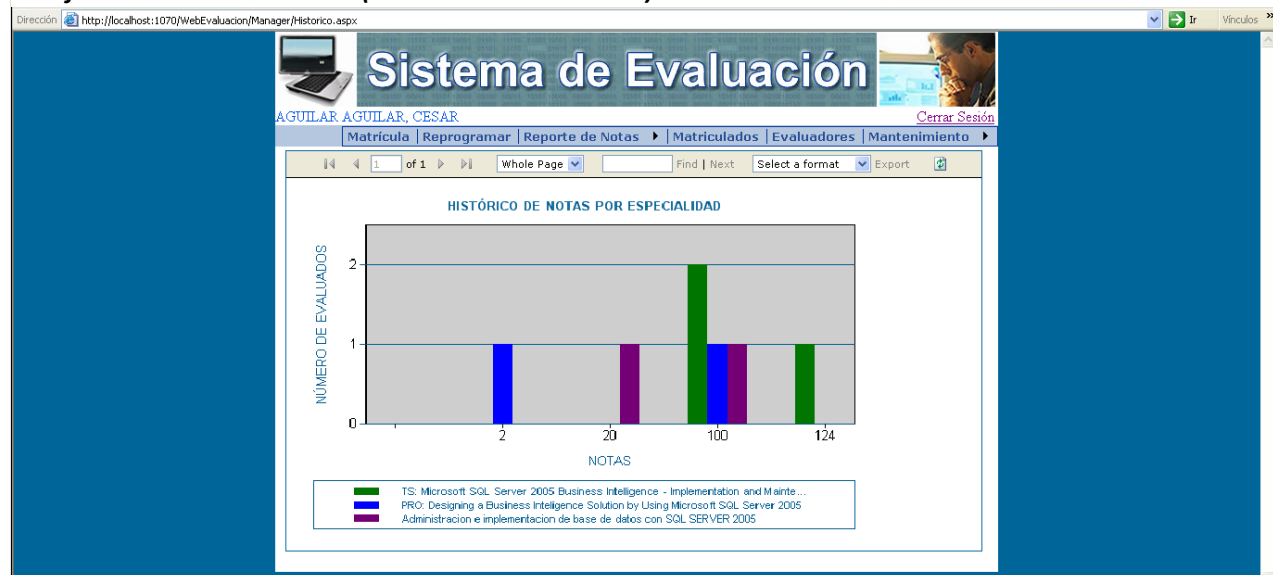 Dirección http://localhost:1070/WebEvaluacion/Manager/Historico.aspx Ir Vínculos »
Sistema de Evaluación
AGUILAR AGUILAR, CESAR Cerrar Sesión
Matrícula | Reprogramar | Reporte de Notas | Matriculados | Evaluadores | Mantenimiento
1 of 1 Whole Page Find | Next Select a format Export
HISTÓRICO DE NOTAS POR ESPECIALIDAD
NÚMERO DE EVALUADOS
2
1
0
2 20 100 124
NOTAS
TS: Microsoft SQL Server 2005 Business Intelligence - Implementation and Mainte...
PRO: Designing a Business Intelligence Solution by Using Microsoft SQL Server 2005
Administracion e implementacion de base de datos con SQL SERVER 2005